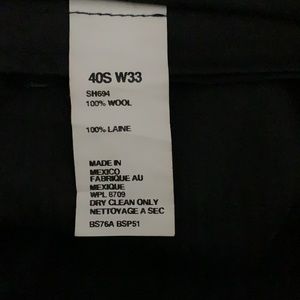 40S W33
SH694
100% WOOL
100% LAINE
MADE IN
MEXICO
FABRIQUE AU
MEXIQUE
WPL 6709
DRY CLEAN ONLY
NETTOYAGE A SEC
BS76A BSP51